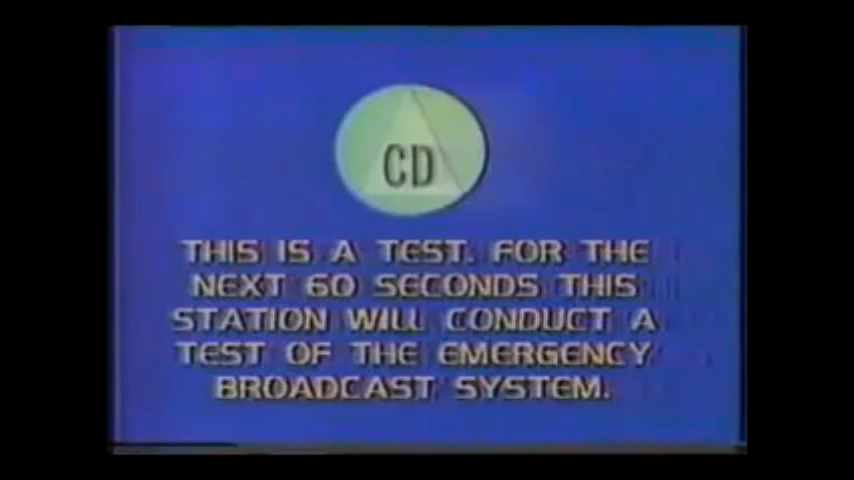 CD
THIS IS A TEST. FOR THE
NEXT 60 SECONDS THIS
STATION WILL CONDUCT A
TEST OF THE EMERGENCY
BROADCAST SYSTEM.